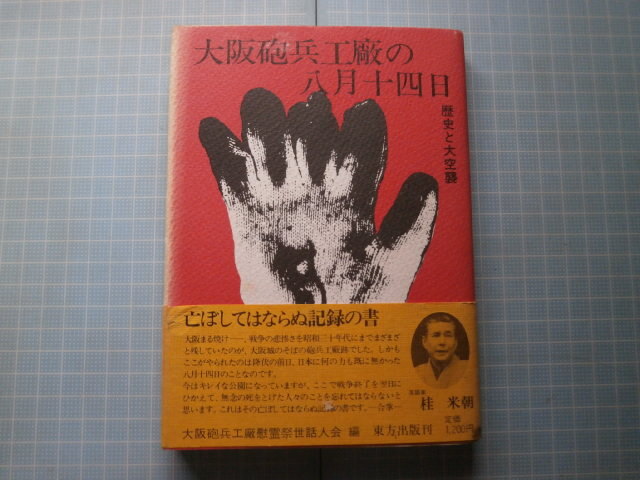 大阪砲兵工廠の
八月十四日
歴史と大空襲
亡ぼしてはならぬ記録の書
大阪まる焼け――、戦争の悲惨さを昭和三十年代にまでまざまざ
と残していたのが、大阪城のそばの砲兵工廠跡でした。しかも
ここがやられたのは降伏の前日、日本に何の力も既に無かった
八月十四日のことなのです。
今はキレイな公園になっていますが、ここで戦争終了を翌日に
ひかえて、無念の死をとげた人々のことを忘れてはならないと
思います。これはその亡ぼしてはならぬ記録の書です。――合掌――
落語家
桂 米朝
大阪砲兵工廠慰霊祭世話人会 編 東方出版刊
定価
1,200円